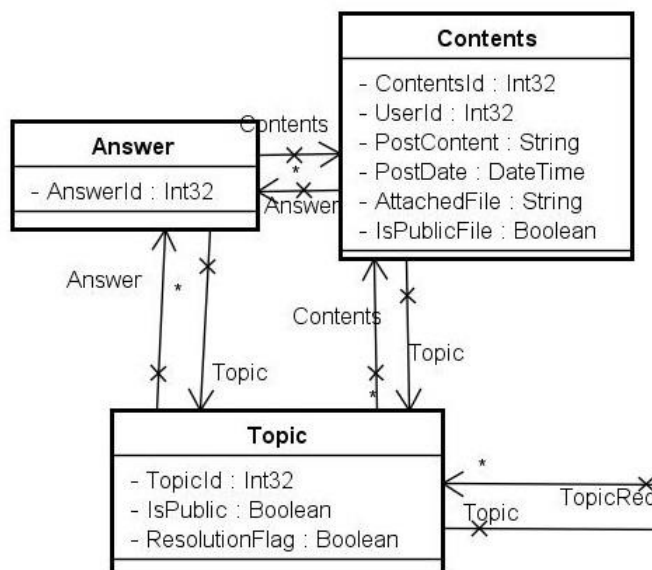 Contents
- ContentsId : Int32
- UserId : Int32
- PostContent : String
- PostDate : DateTime
- AttachedFile : String
- IsPublicFile : Boolean
Contents
*
Answer
Answer
- AnswerId : Int32
Answer
*
Topic
Contents
*
Topic
Topic
- TopicId : Int32
- IsPublic : Boolean
- ResolutionFlag : Boolean
*
TopicRec
Topic